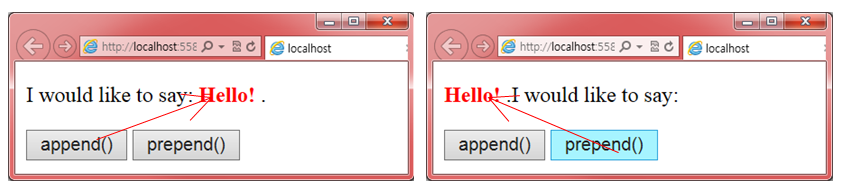 http://localhost:558
localhost
I would like to say: Hello! .
append()
prepend()
http://localhost:558
localhost
Hello! .I would like to say:
append()
prepend()